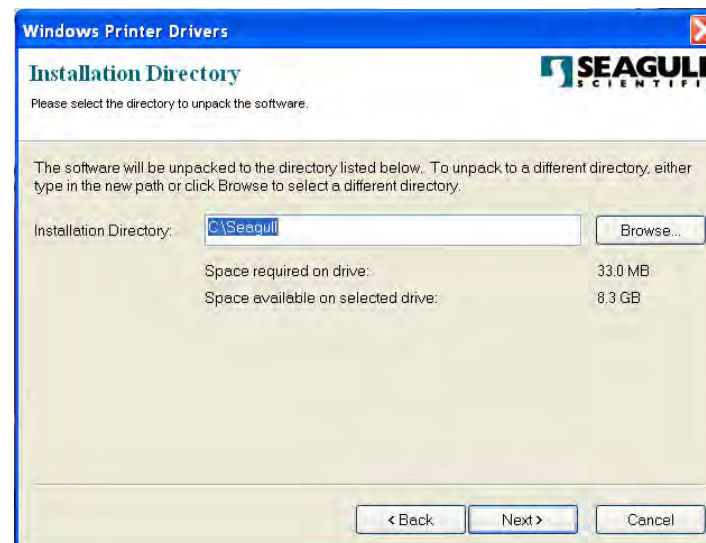 Windows Printer Drivers
Installation Directory
SEAGULL
SCIENTIFI
Please select the directory to unpack the software.
The software will be unpacked to the directory listed below. To unpack to a different directory, either
type in the new path or click Browse to select a different directory.
Installation Directory:
C:\Seagull
Browse...
Space required on drive:
33.0 MB
Space available on selected drive:
8.3 GB
< Back
Next >
Cancel